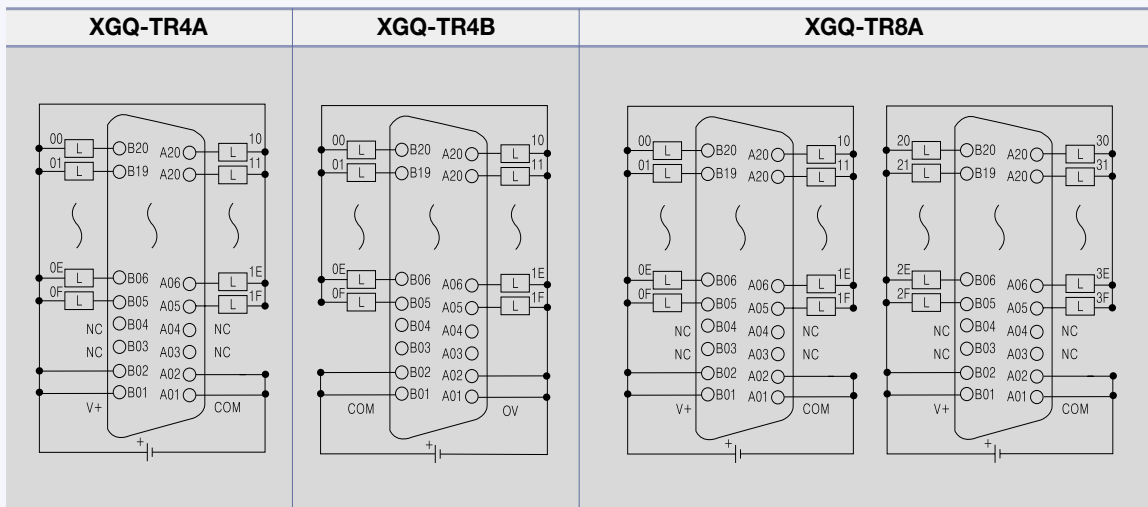 XGQ-TR4A XGQ-TR4B XGQ-TR8A
00 L B20 A20 L 10
01 L B19 A20 L 11
0E L B06 A06 L 1E
0F L B05 A05 L 1F
NC B04 A04 NC
NC B03 A03 NC
B02 A02
B01 A01
V+ COM
+
00 L B20 A20 L 10
01 L B19 A20 L 11
0E L B06 A06 L 1E
0F L B05 A05 L 1F
B04 A04
B03 A03
B02 A02
B01 A01
COM OV
+
00 L B20 A20 L 10
01 L B19 A20 L 11
0E L B06 A06 L 1E
0F L B05 A05 L 1F
NC B04 A04 NC
NC B03 A03 NC
B02 A02
B01 A01
V+ COM
+
20 L B20 A20 L 30
21 L B19 A20 L 31
2E L B06 A06 L 3E
2F L B05 A05 L 3F
NC B04 A04 NC
NC B03 A03 NC
B02 A02
B01 A01
V+ COM
+